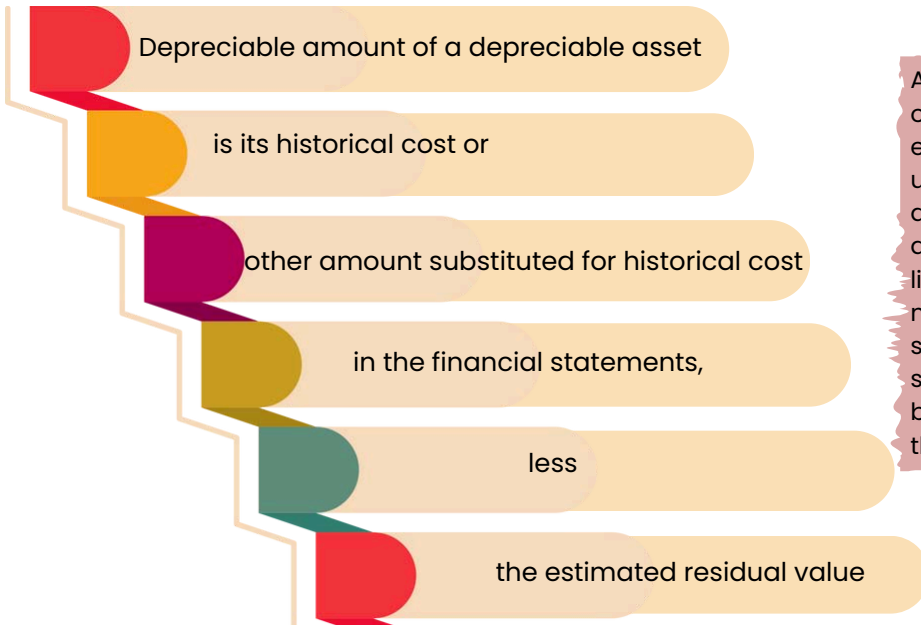 Depreciable amount of a depreciable asset
is its historical cost or
other amount substituted for historical cost
in the financial statements,
less
the estimated residual value